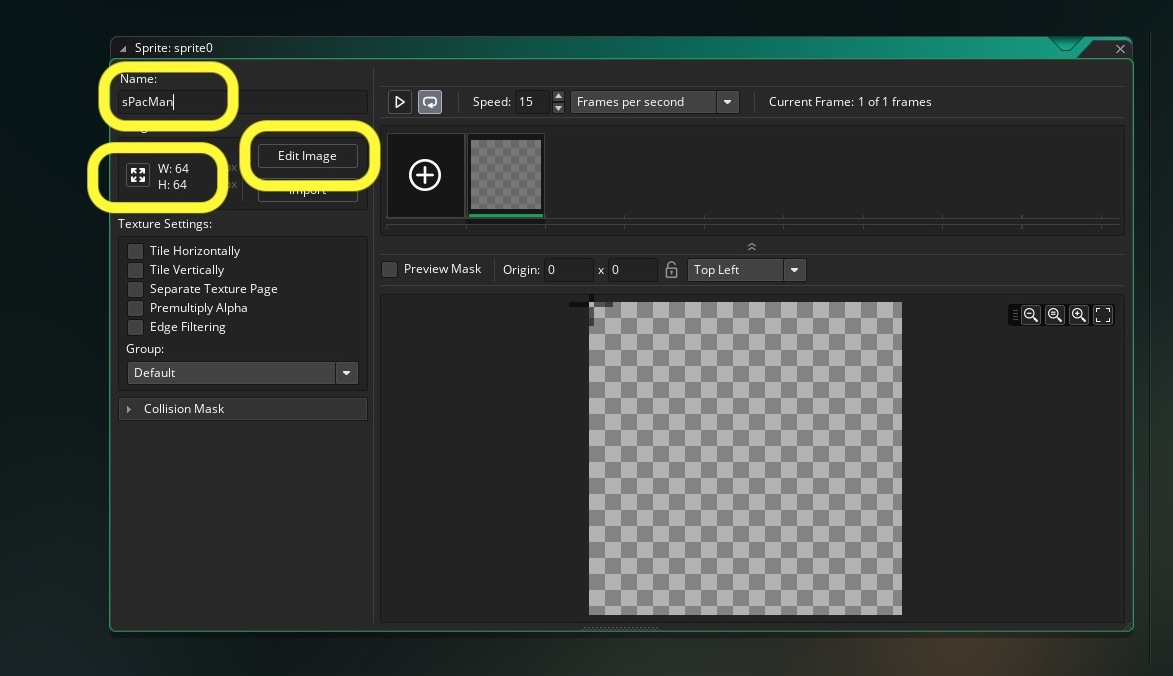 Sprite: sprite0
Name:
sPacMan
W: 64
H: 64
Edit Image
Import
Texture Settings:
Tile Horizontally
Tile Vertically
Separate Texture Page
Premultiply Alpha
Edge Filtering
Group:
Default
Collision Mask
Speed: 15 Frames per second Current Frame: 1 of 1 frames
Preview Mask Origin: 0 x 0 Top Left